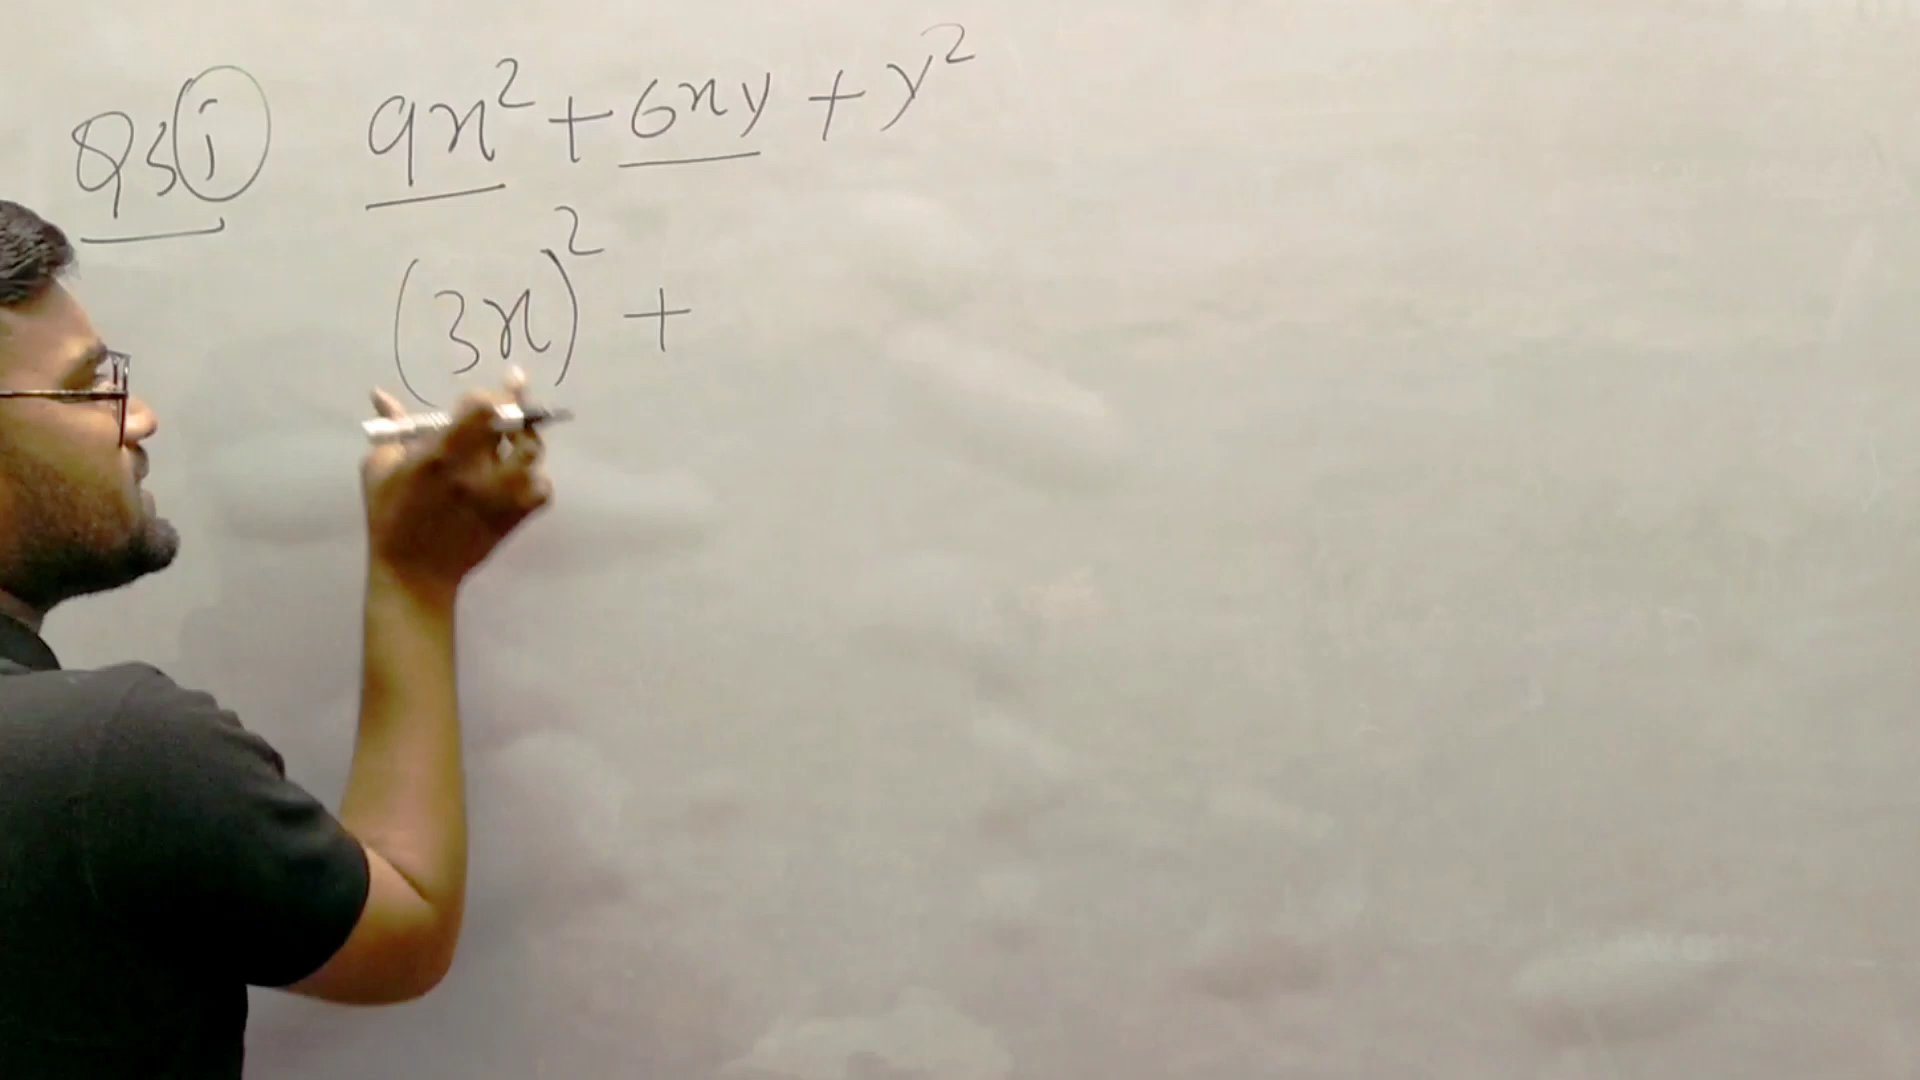 Q3(i) 9x² + 6xy + y²
(3x)² +